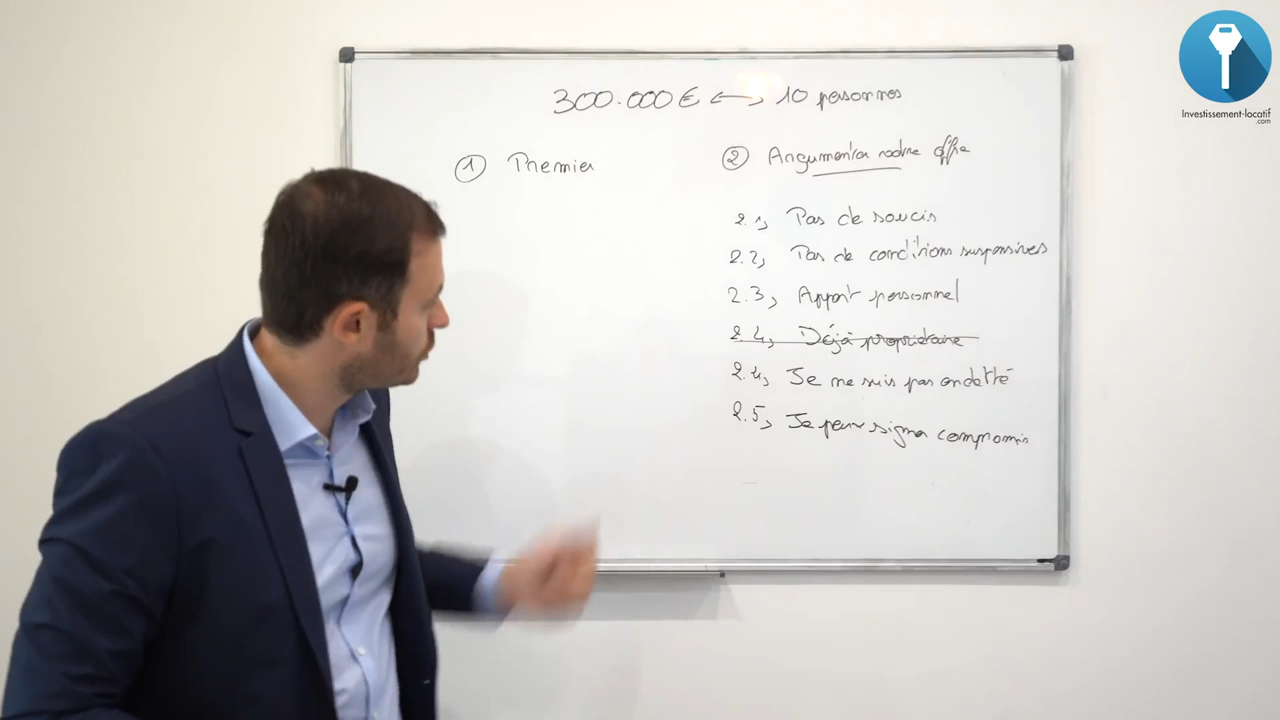 300.000 € ←→ 10 personnes
① Premier
② Argumenter notre offre
2.1, Pas de soucis
2.2, Pas de conditions suspensives
2.3, Apport personnel
2.4, Déjà propriétaire
2.4, Je ne suis pas endetté
2.5, Je peux signer compromis
Investissement-locatif
.com